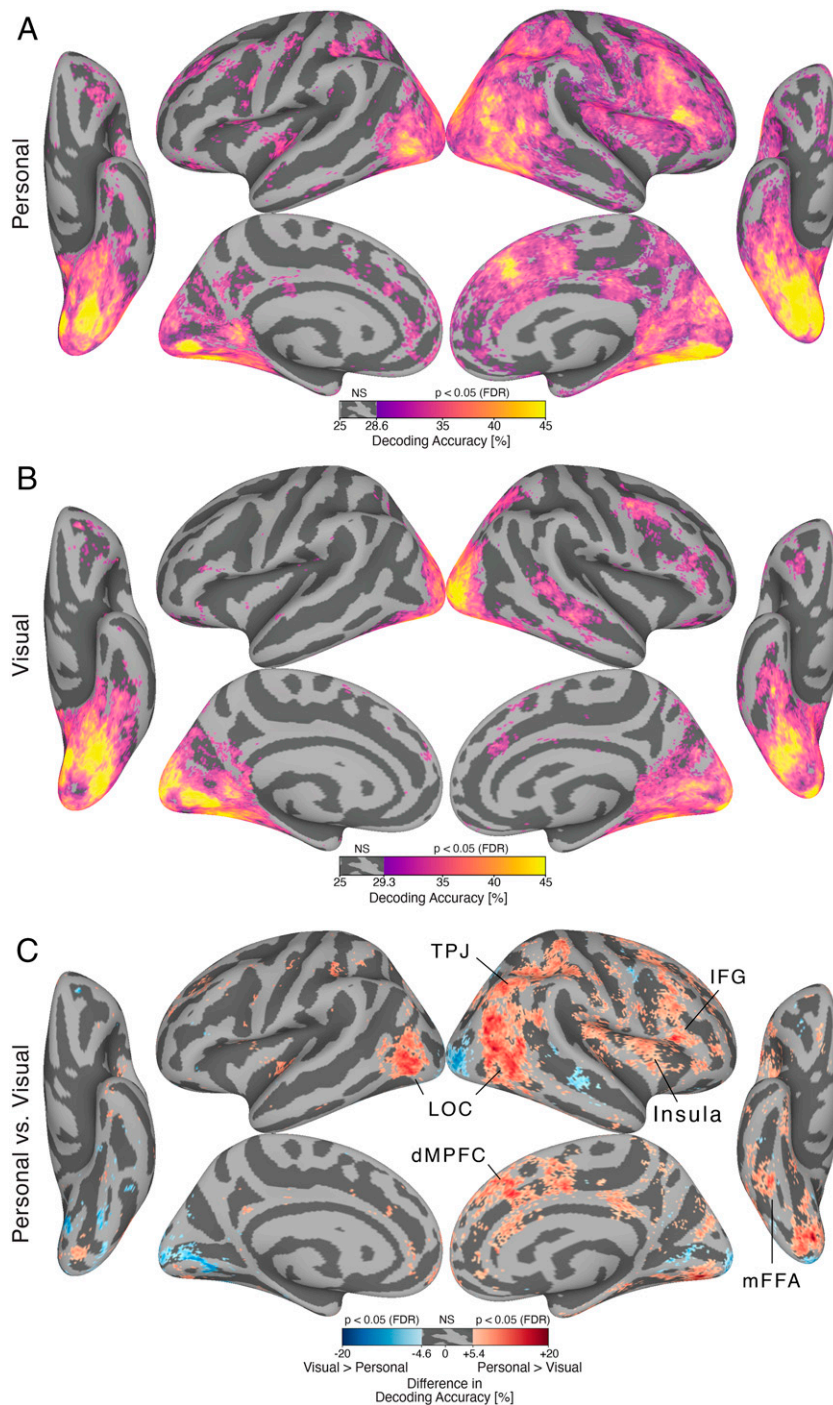 A
Personal
NS
p < 0.05 (FDR)
25
28.6
35
40
45
Decoding Accuracy [%]
B
Visual
NS
p < 0.05 (FDR)
25
29.3
35
40
45
Decoding Accuracy [%]
C
Personal vs. Visual
TPJ
IFG
LOC
Insula
dMPFC
mFFA
p < 0.05 (FDR)
NS
p < 0.05 (FDR)
-20
-4.6
0
+5.4
+20
Visual > Personal
Personal > Visual
Difference in
Decoding Accuracy [%]